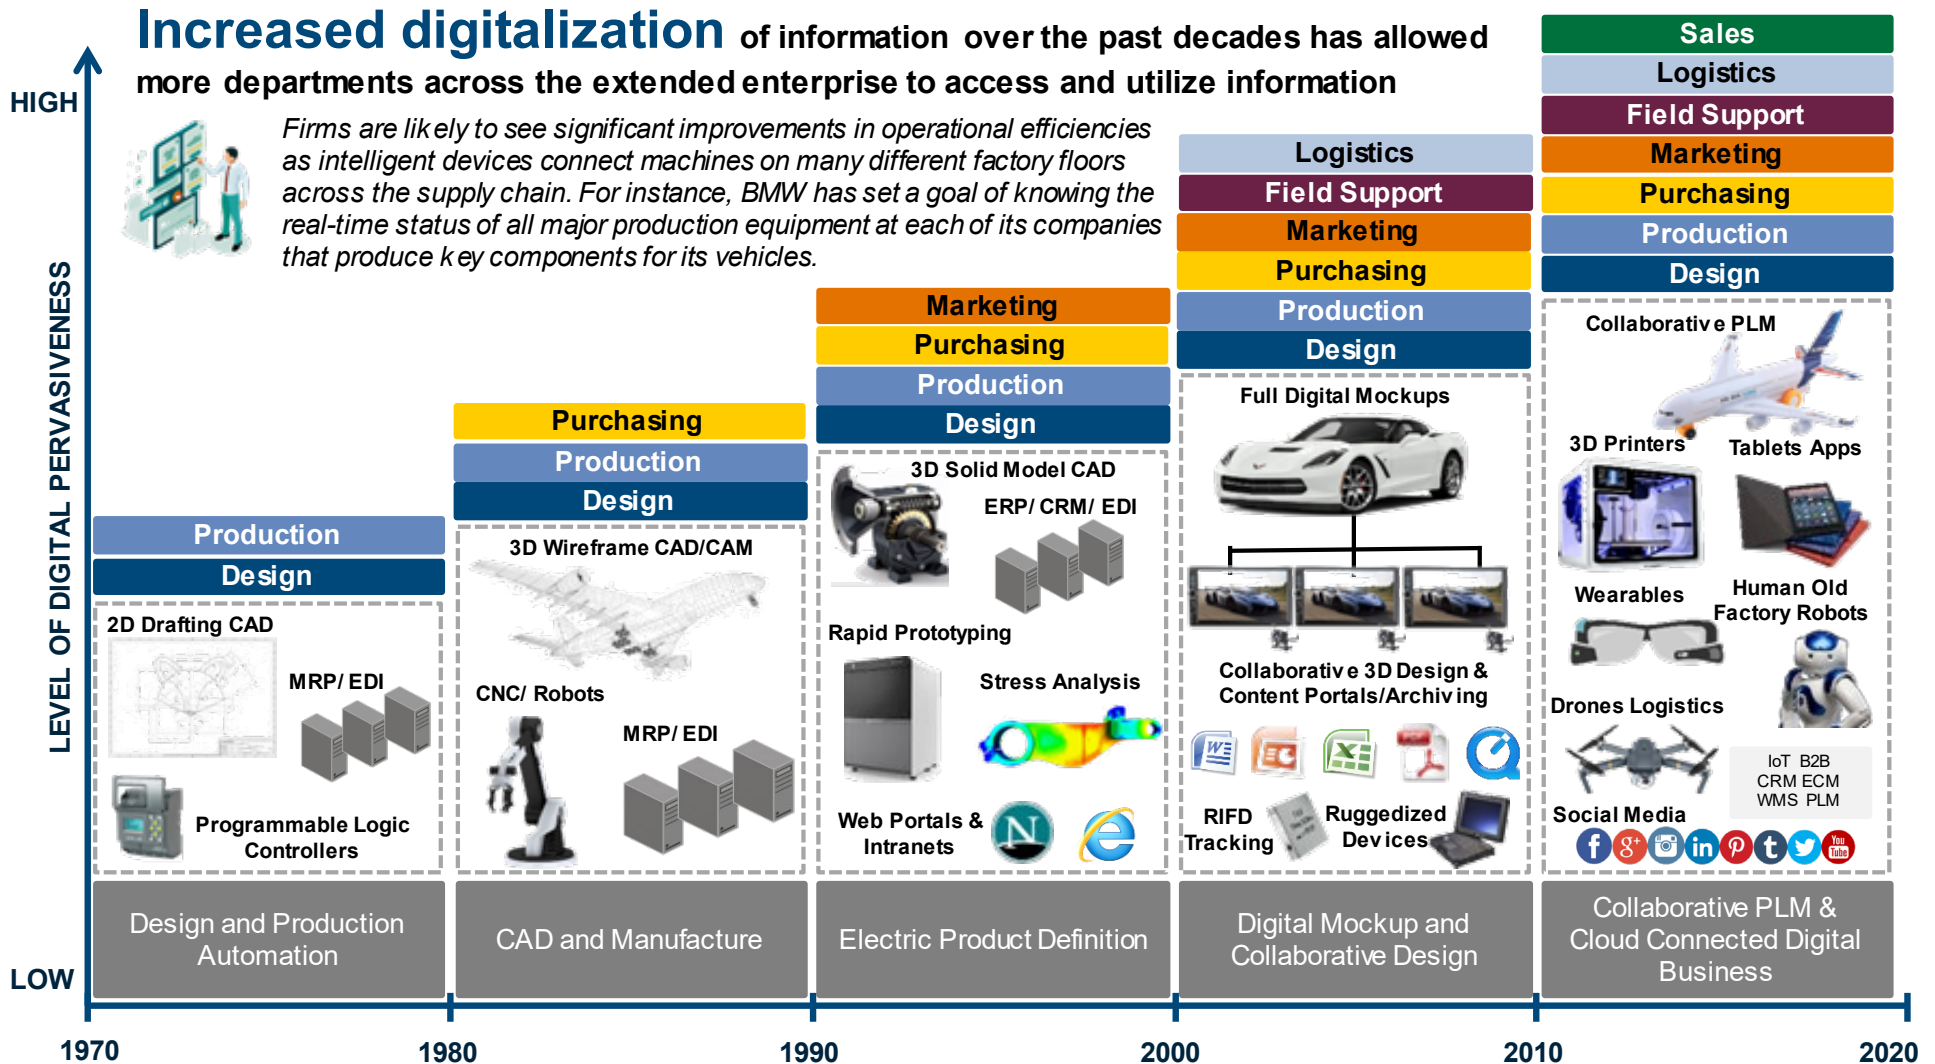 Increased digitalization of information over the past decades has allowed
more departments across the extended enterprise to access and utilize information
Firms are likely to see significant improvements in operational efficiencies
as intelligent devices connect machines on many different factory floors
across the supply chain. For instance, BMW has set a goal of knowing the
real-time status of all major production equipment at each of its companies
that produce key components for its vehicles.
HIGH
LEVEL OF DIGITAL PERVASIVENESS
LOW
Production
Design
2D Drafting CAD
MRP/ EDI
Programmable Logic
Controllers
Design and Production
Automation
Purchasing
Production
Design
3D Wireframe CAD/CAM
CNC/ Robots
MRP/ EDI
CAD and Manufacture
Marketing
Purchasing
Production
Design
3D Solid Model CAD
ERP/ CRM/ EDI
Rapid Prototyping
Stress Analysis
Web Portals &
Intranets
N
Electric Product Definition
Logistics
Field Support
Marketing
Purchasing
Production
Design
Full Digital Mockups
Collaborative 3D Design &
Content Portals/Archiving
PDF
RIFD
Tracking
Ruggedized
Devices
Digital Mockup and
Collaborative Design
Sales
Logistics
Field Support
Marketing
Purchasing
Production
Design
Collaborative PLM
3D Printers
Tablets Apps
Wearables
Human Old
Factory Robots
Drones Logistics
IoT B2B
CRM ECM
WMS PLM
Social Media
f g+ in t You
Tube
Collaborative PLM &
Cloud Connected Digital
Business
1970
1980
1990
2000
2010
2020